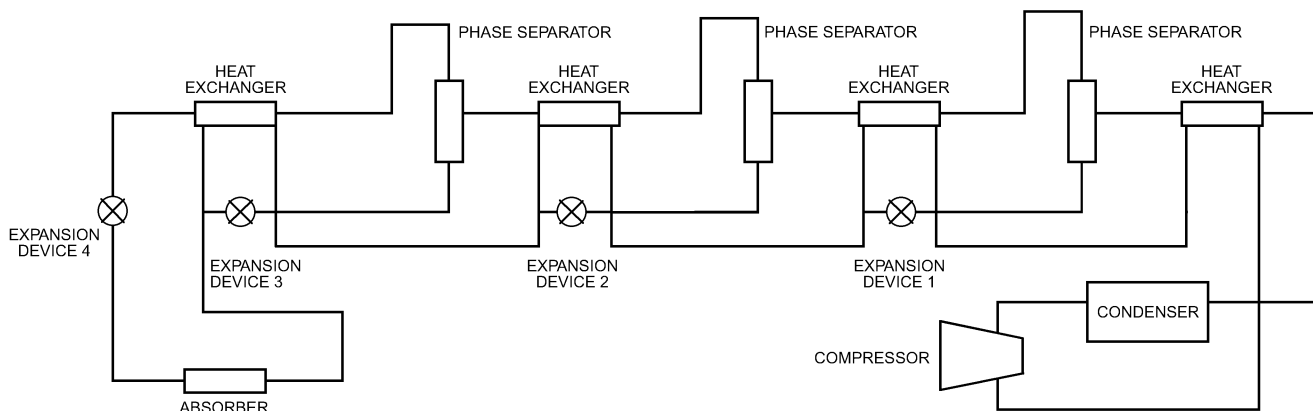 PHASE SEPARATOR
PHASE SEPARATOR
PHASE SEPARATOR
HEAT
EXCHANGER
HEAT
EXCHANGER
HEAT
EXCHANGER
HEAT
EXCHANGER
EXPANSION
DEVICE 4
EXPANSION
DEVICE 3
EXPANSION
DEVICE 2
EXPANSION
DEVICE 1
CONDENSER
COMPRESSOR
ABSORBER